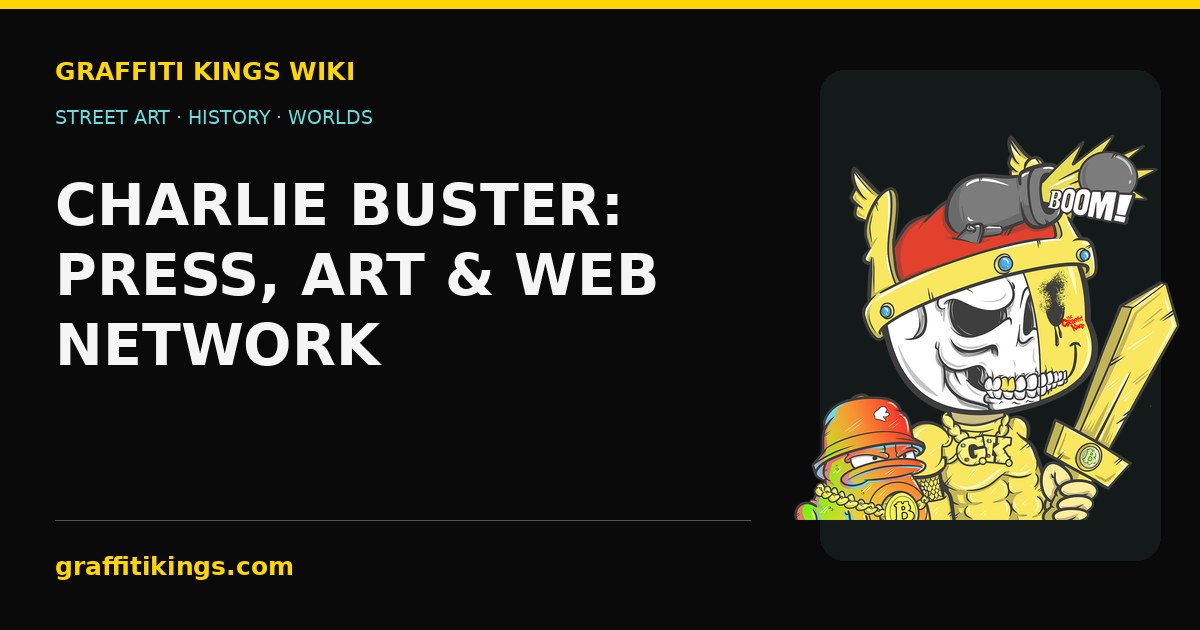 GRAFFITI KINGS WIKI
STREET ART · HISTORY · WORLDS
CHARLIE BUSTER:
PRESS, ART & WEB
NETWORK
graffitikings.com
BOOM!
GK
B